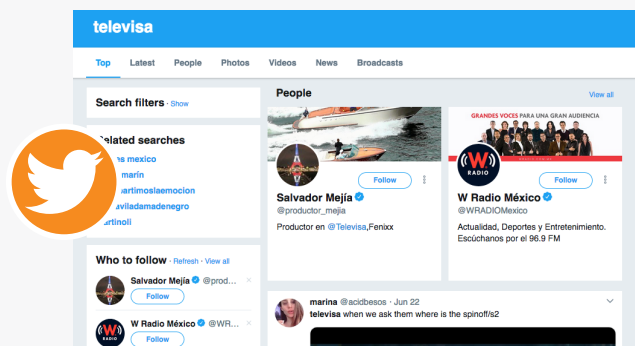 televisa
Top Latest People Photos Videos News Broadcasts
Search filters · Show
Related searches
mexico
marín
artimoslaemocion
aviladamadenegro
artinoli
Who to follow · Refresh · View all
Salvador Mejía @prod...
Follow
W Radio México @WR...
Follow
People
View all
Follow
Salvador Mejía
@productor_mejia
Productor en @Televisa,Fenixx
GRANDES VOCES PARA UNA GRAN AUDIENCIA
W
RADIO
Follow
W Radio México
@WRADIOMexico
Actualidad, Deportes y Entretenimiento.
Escúchanos por el 96.9 FM
marina @acidbesos · Jun 22
televisa when we ask them where is the spinoff/s2